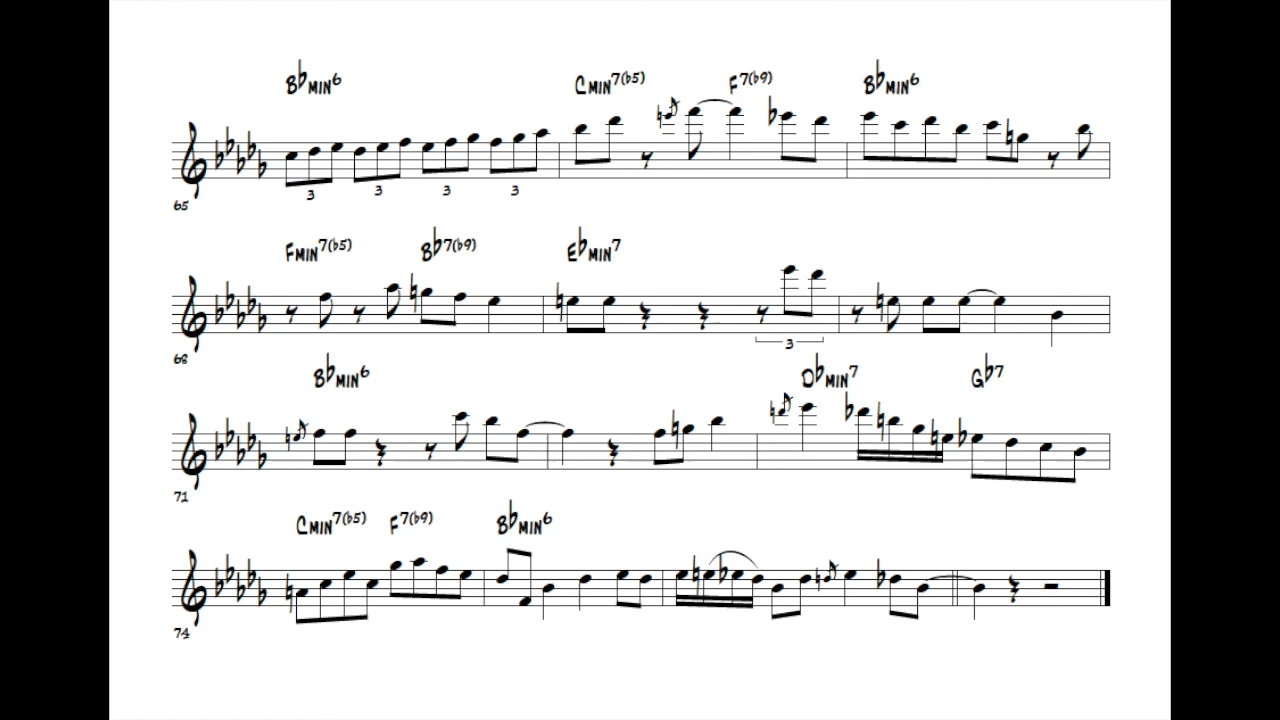 B♭MIN6 CMIN7(♭5) F7(♭9) B♭MIN6
3 3 3 3
65
FMIN7(♭5) B♭7(♭9) E♭MIN7
3
68
B♭MIN6 D♭MIN7 G♭7
71
CMIN7(♭5) F7(♭9) B♭MIN6
74